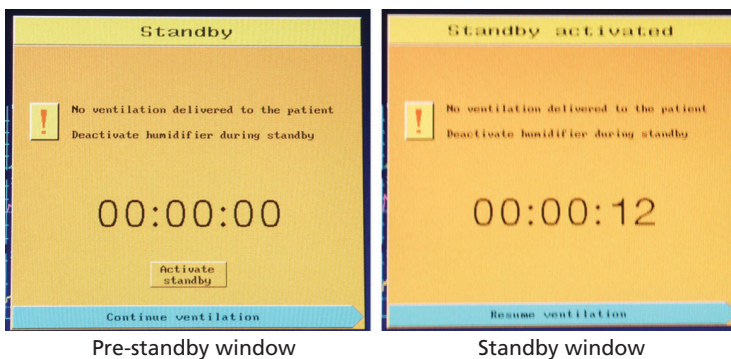 Standby
No ventilation delivered to the patient
Deactivate humidifier during standby
00:00:00
Activate
standby
Continue ventilation
Pre-standby window
Standby activated
No ventilation delivered to the patient
Deactivate humidifier during standby
00:00:12
Resume ventilation
Standby window